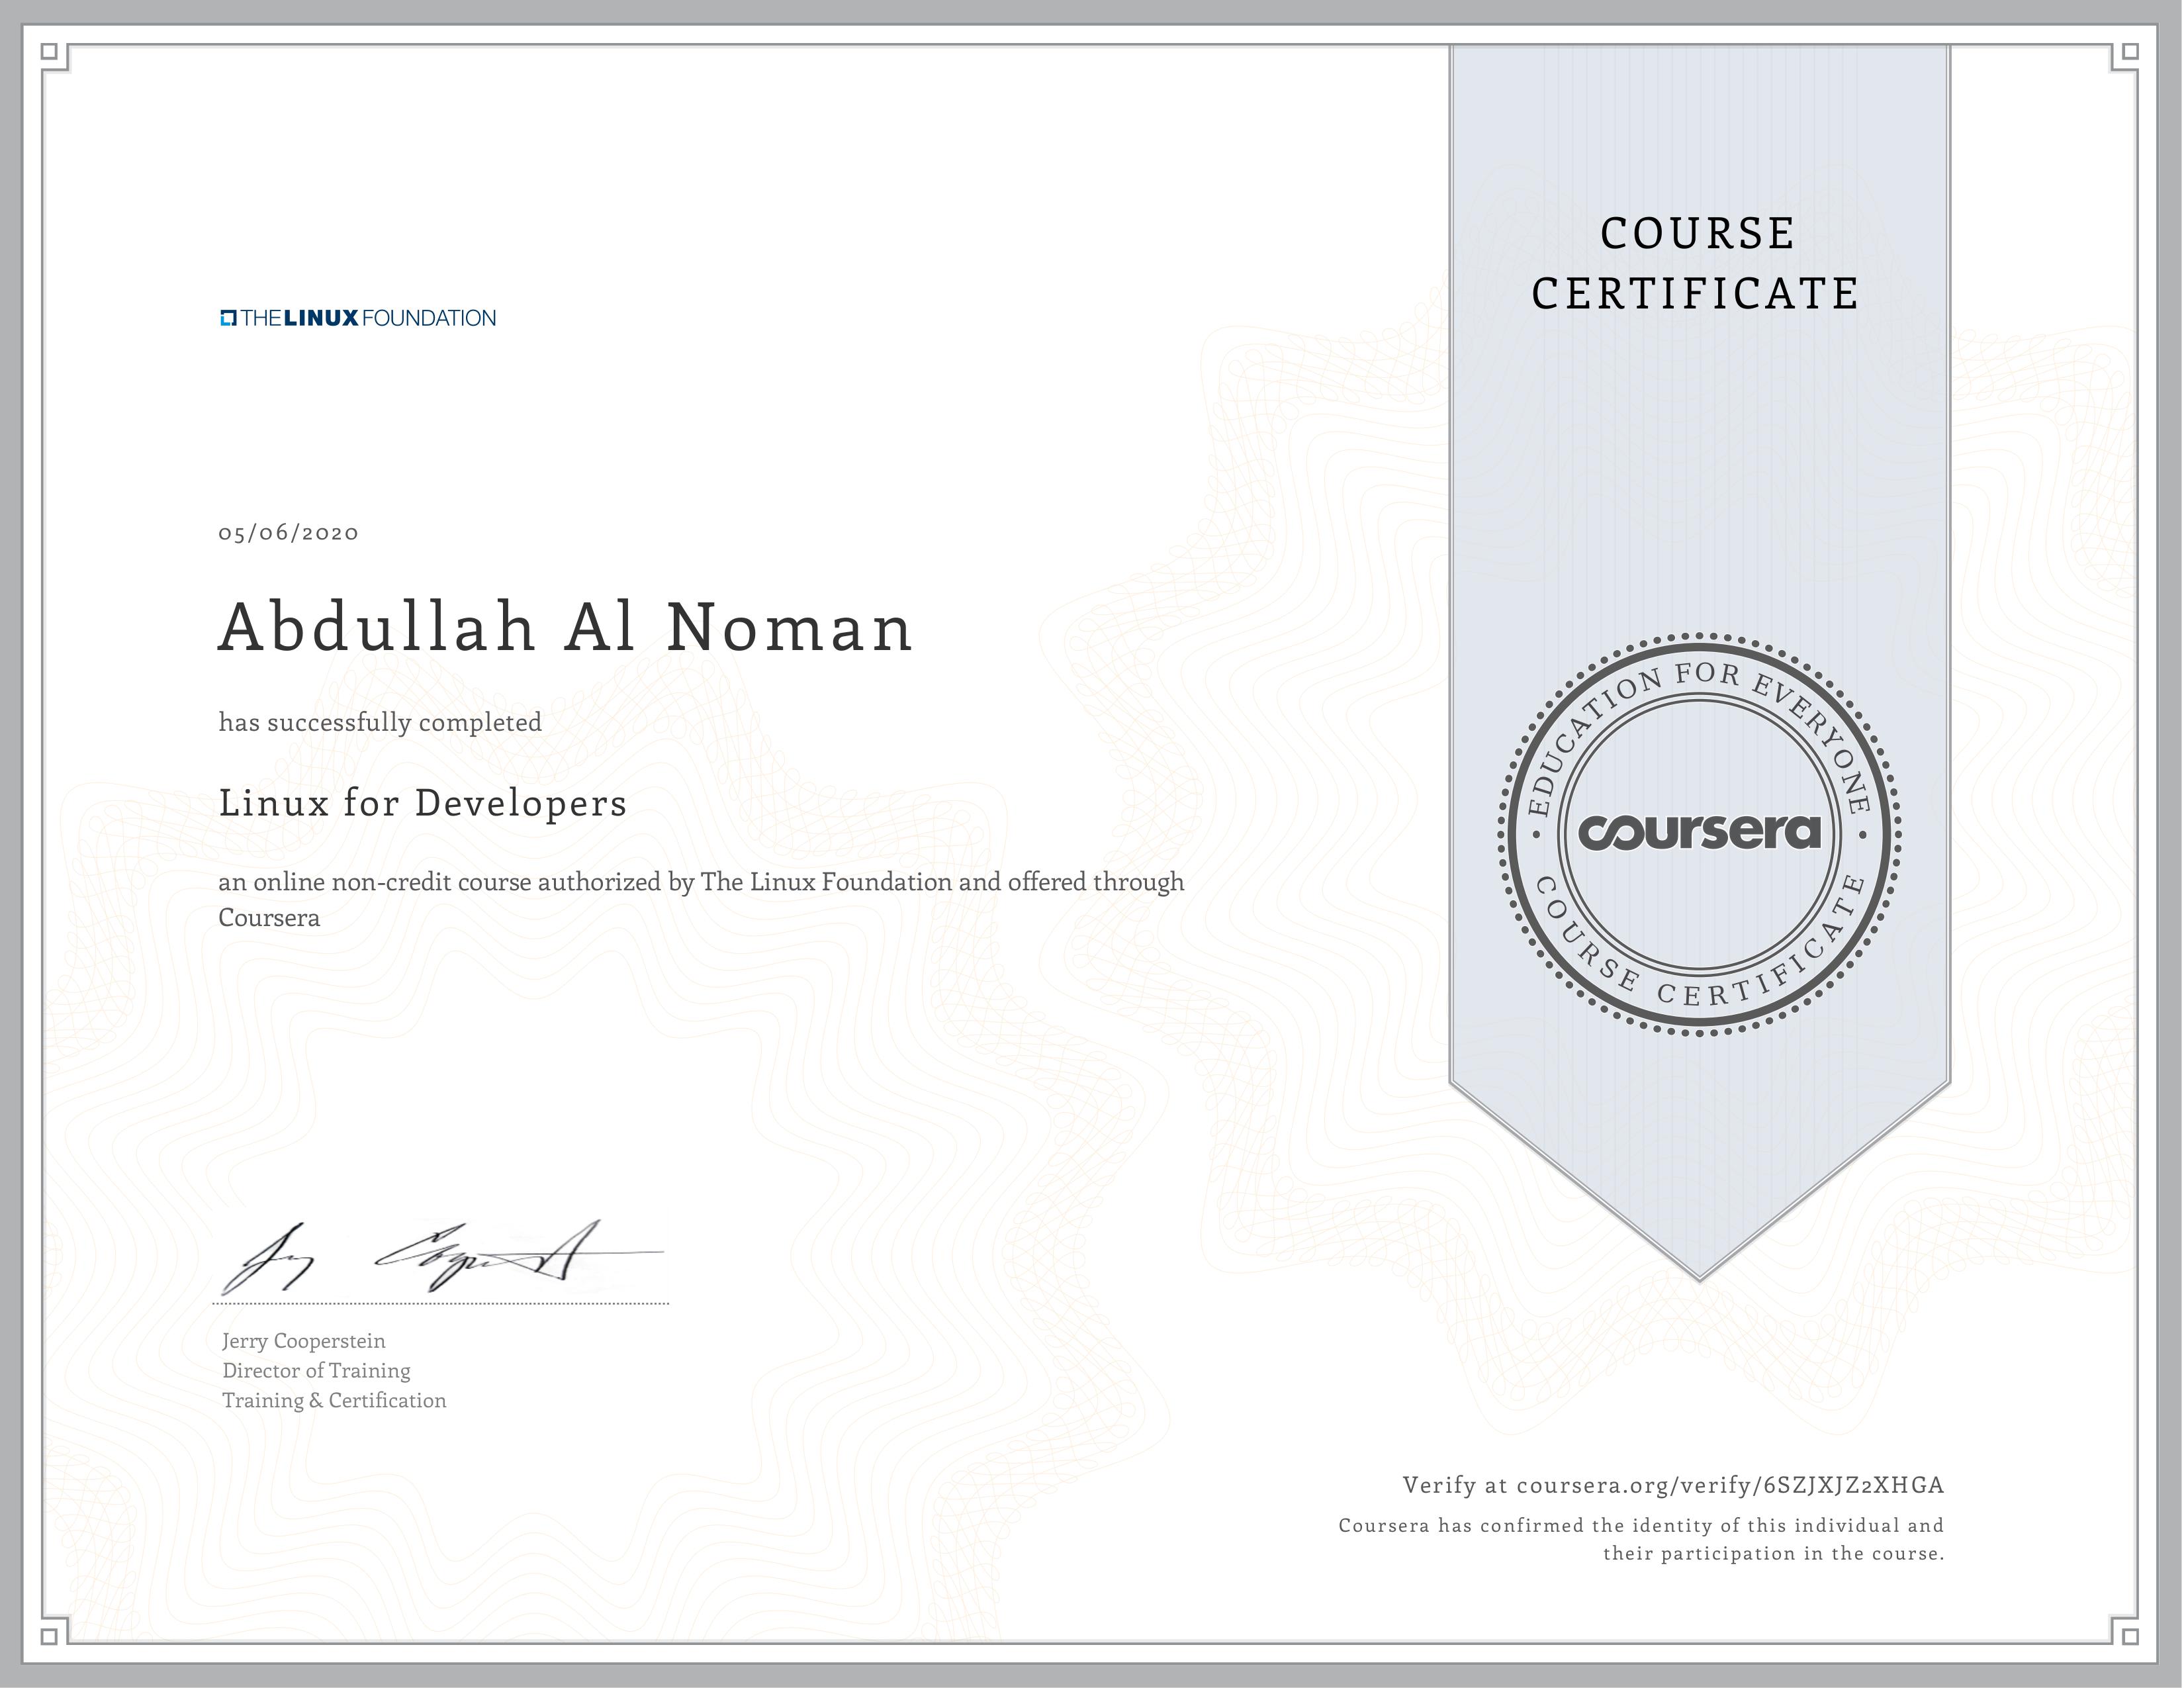 COURSE
CERTIFICATE
THE LINUX FOUNDATION
05/06/2020
Abdullah Al Noman
has successfully completed
Linux for Developers
an online non-credit course authorized by The Linux Foundation and offered through
Coursera
EDUCATION FOR EVERYONE
coursera
COURSE CERTIFICATE
Jerry Cooperstein
Director of Training
Training & Certification
Verify at coursera.org/verify/6SZJXJZ2XHGA
Coursera has confirmed the identity of this individual and
their participation in the course.